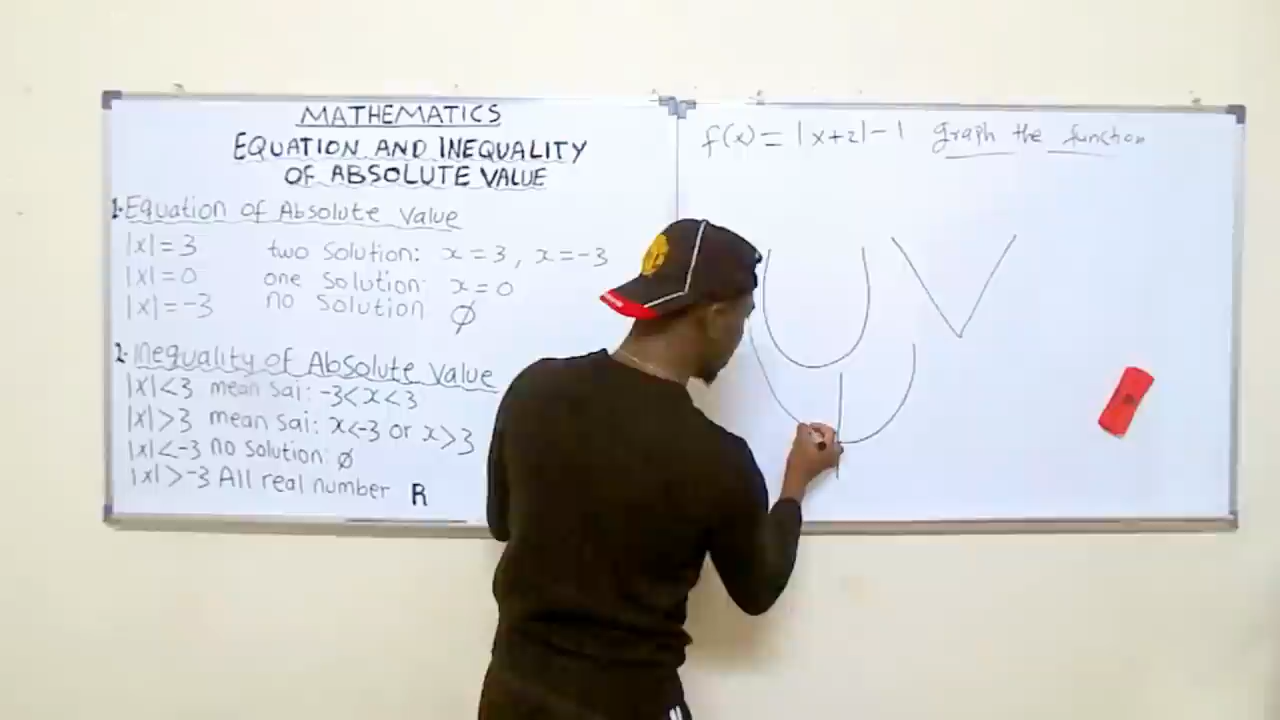 MATHEMATICS
EQUATION AND INEQUALITY
OF ABSOLUTE VALUE
1. Equation of Absolute Value
|x|=3 two solution: x=3, x=-3
|x|=0 one solution: x=0
|x|=-3 no solution ∅
2. Inequality of Absolute Value
|x|<3 mean sai: -3<x<3
|x|>3 mean sai: x<-3 or x>3
|x|<-3 no solution: ∅
|x|>-3 All real number R
f(x)=|x+2|-1 graph the function